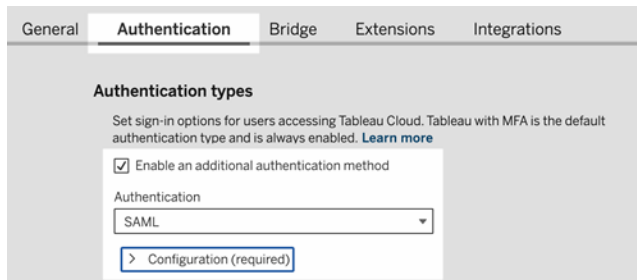 General Authentication Bridge Extensions Integrations
Authentication types
Set sign-in options for users accessing Tableau Cloud. Tableau with MFA is the default
authentication type and is always enabled. Learn more
Enable an additional authentication method
Authentication
SAML
Configuration (required)